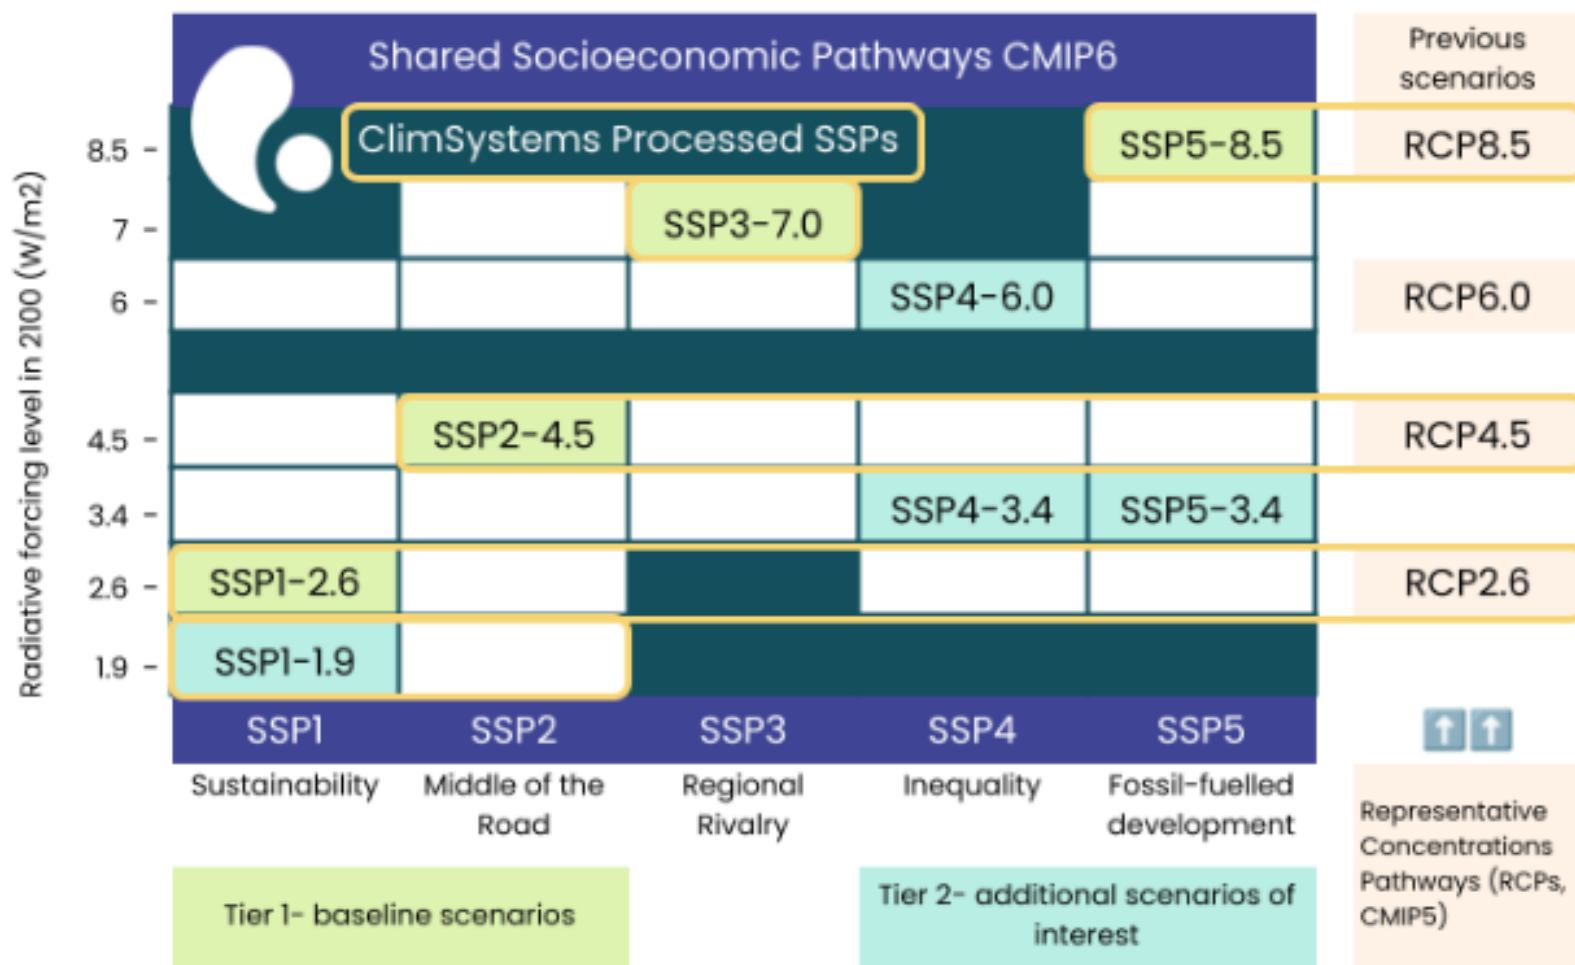 Shared Socioeconomic Pathways CMIP6
Previous
scenarios
Radiative forcing level in 2100 (w/m2)
ClimSystems Processed SSPs
8.5
SSP5-8.5
RCP8.5
7
SSP3-7.0
6
SSP4-6.0
RCP6.0
4.5
SSP2-4.5
RCP4.5
3.4
SSP4-3.4
SSP5-3.4
2.6
SSP1-2.6
RCP2.6
1.9
SSP1-1.9
SSP1
SSP2
SSP3
SSP4
SSP5
Sustainability
Middle of the
Road
Regional
Rivalry
Inequality
Fossil-fuelled
development
Representative
Concentrations
Pathways (RCPs,
CMIP5)
Tier 1- baseline scenarios
Tier 2- additional scenarios of
interest